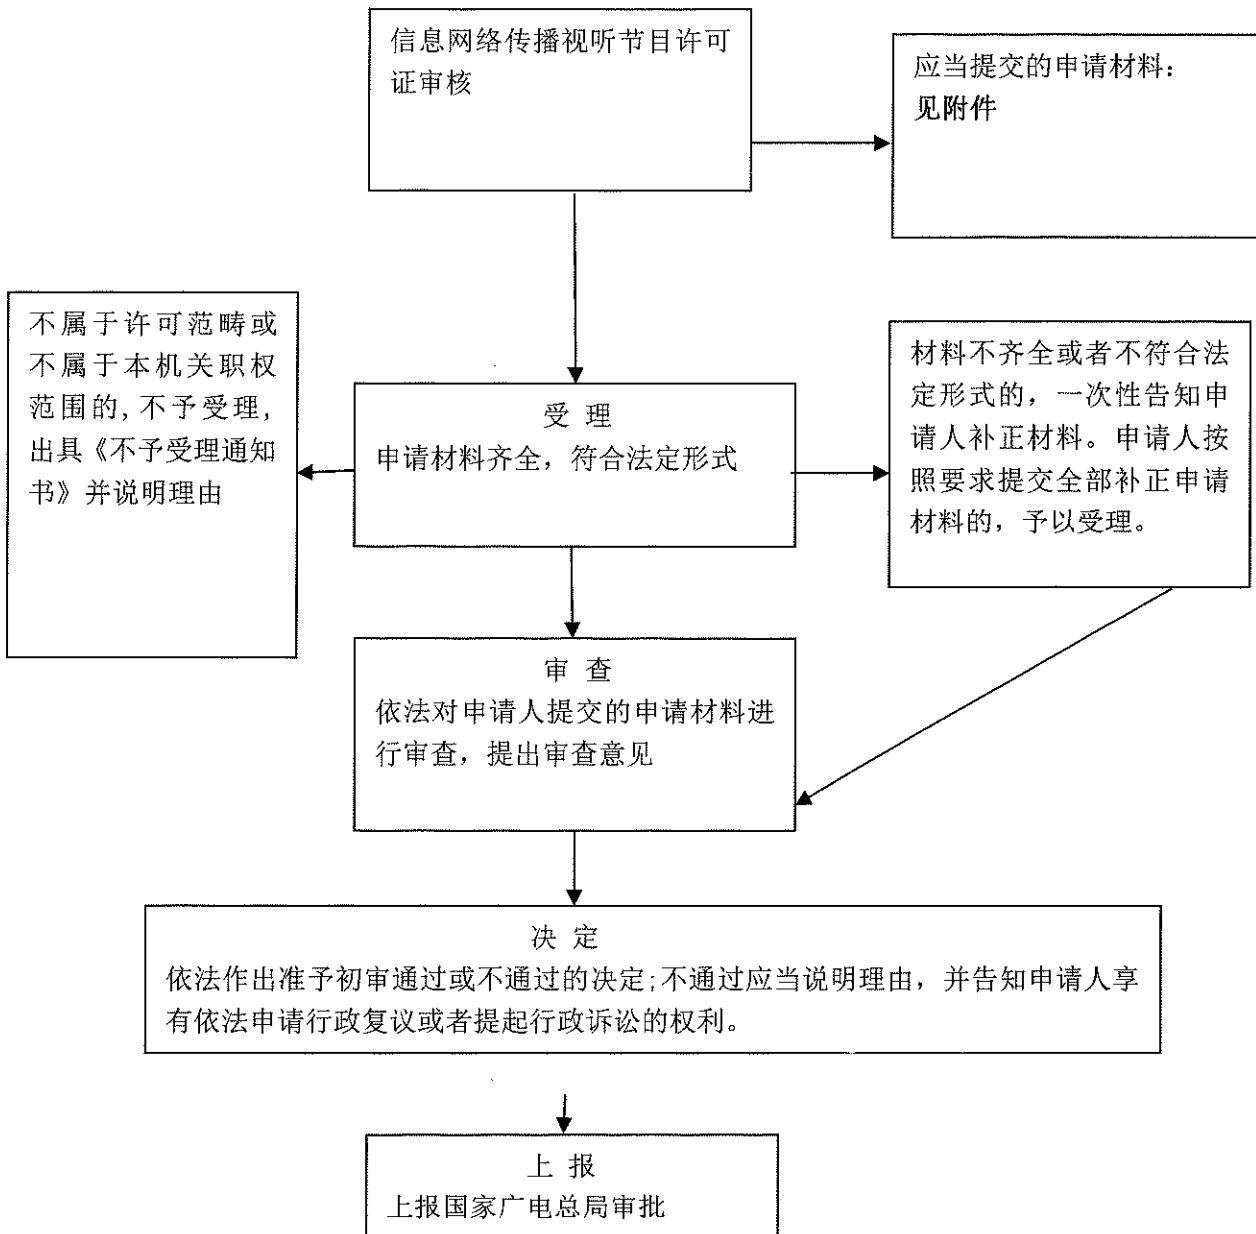 信息网络传播视听节目许可
证审核
应当提交的申请材料：
见附件
不属于许可范畴或
不属于本机关职权
范围的,不予受理,
出具《不予受理通知
书》并说明理由
受 理
申请材料齐全，符合法定形式
材料不齐全或者不符合法
定形式的，一次性告知申
请人补正材料。申请人按
照要求提交全部补正申请
材料的，予以受理。
审 查
依法对申请人提交的申请材料进
行审查，提出审查意见
决 定
依法作出准予初审通过或不通过的决定;不通过应当说明理由，并告知申请人享
有依法申请行政复议或者提起行政诉讼的权利。
上 报
上报国家广电总局审批